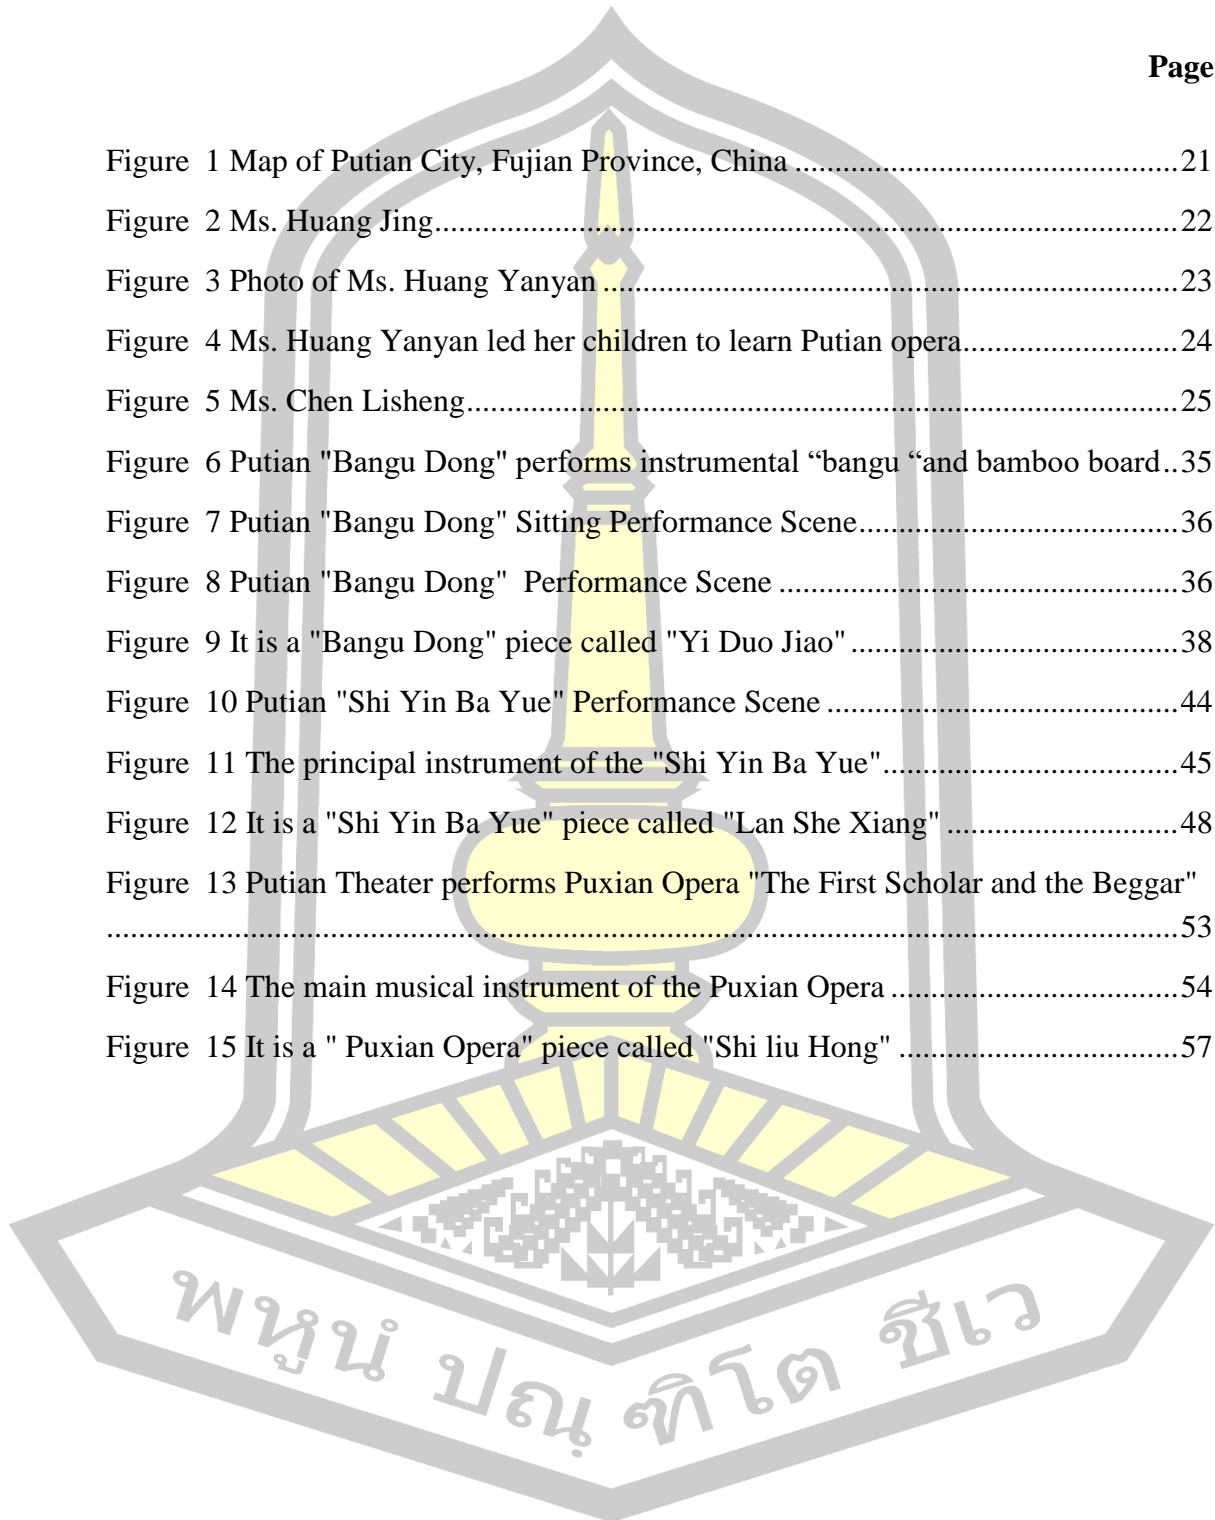 Page
Figure  1 Map of Putian City, Fujian Province, China ................................................21
Figure  2 Ms. Huang Jing.............................................................................................22
Figure  3 Photo of Ms. Huang Yanyan ........................................................................23
Figure  4 Ms. Huang Yanyan led her children to learn Putian opera...........................24
Figure  5 Ms. Chen Lisheng.........................................................................................25
Figure  6 Putian "Bangu Dong" performs instrumental “bangu “and bamboo board..35
Figure  7 Putian "Bangu Dong" Sitting Performance Scene........................................36
Figure  8 Putian "Bangu Dong"  Performance Scene ..................................................36
Figure  9 It is a "Bangu Dong" piece called "Yi Duo Jiao" .........................................38
Figure  10 Putian "Shi Yin Ba Yue" Performance Scene ............................................44
Figure  11 The principal instrument of the "Shi Yin Ba Yue".....................................45
Figure  12 It is a "Shi Yin Ba Yue" piece called "Lan She Xiang" .............................48
Figure  13 Putian Theater performs Puxian Opera "The First Scholar and the Beggar"
.......................................................................................................................................53
Figure  14 The main musical instrument of the Puxian Opera ....................................54
Figure  15 It is a " Puxian Opera" piece called "Shi liu Hong" ...................................57
พหูนํ ปณฺฑิโต ชีเว